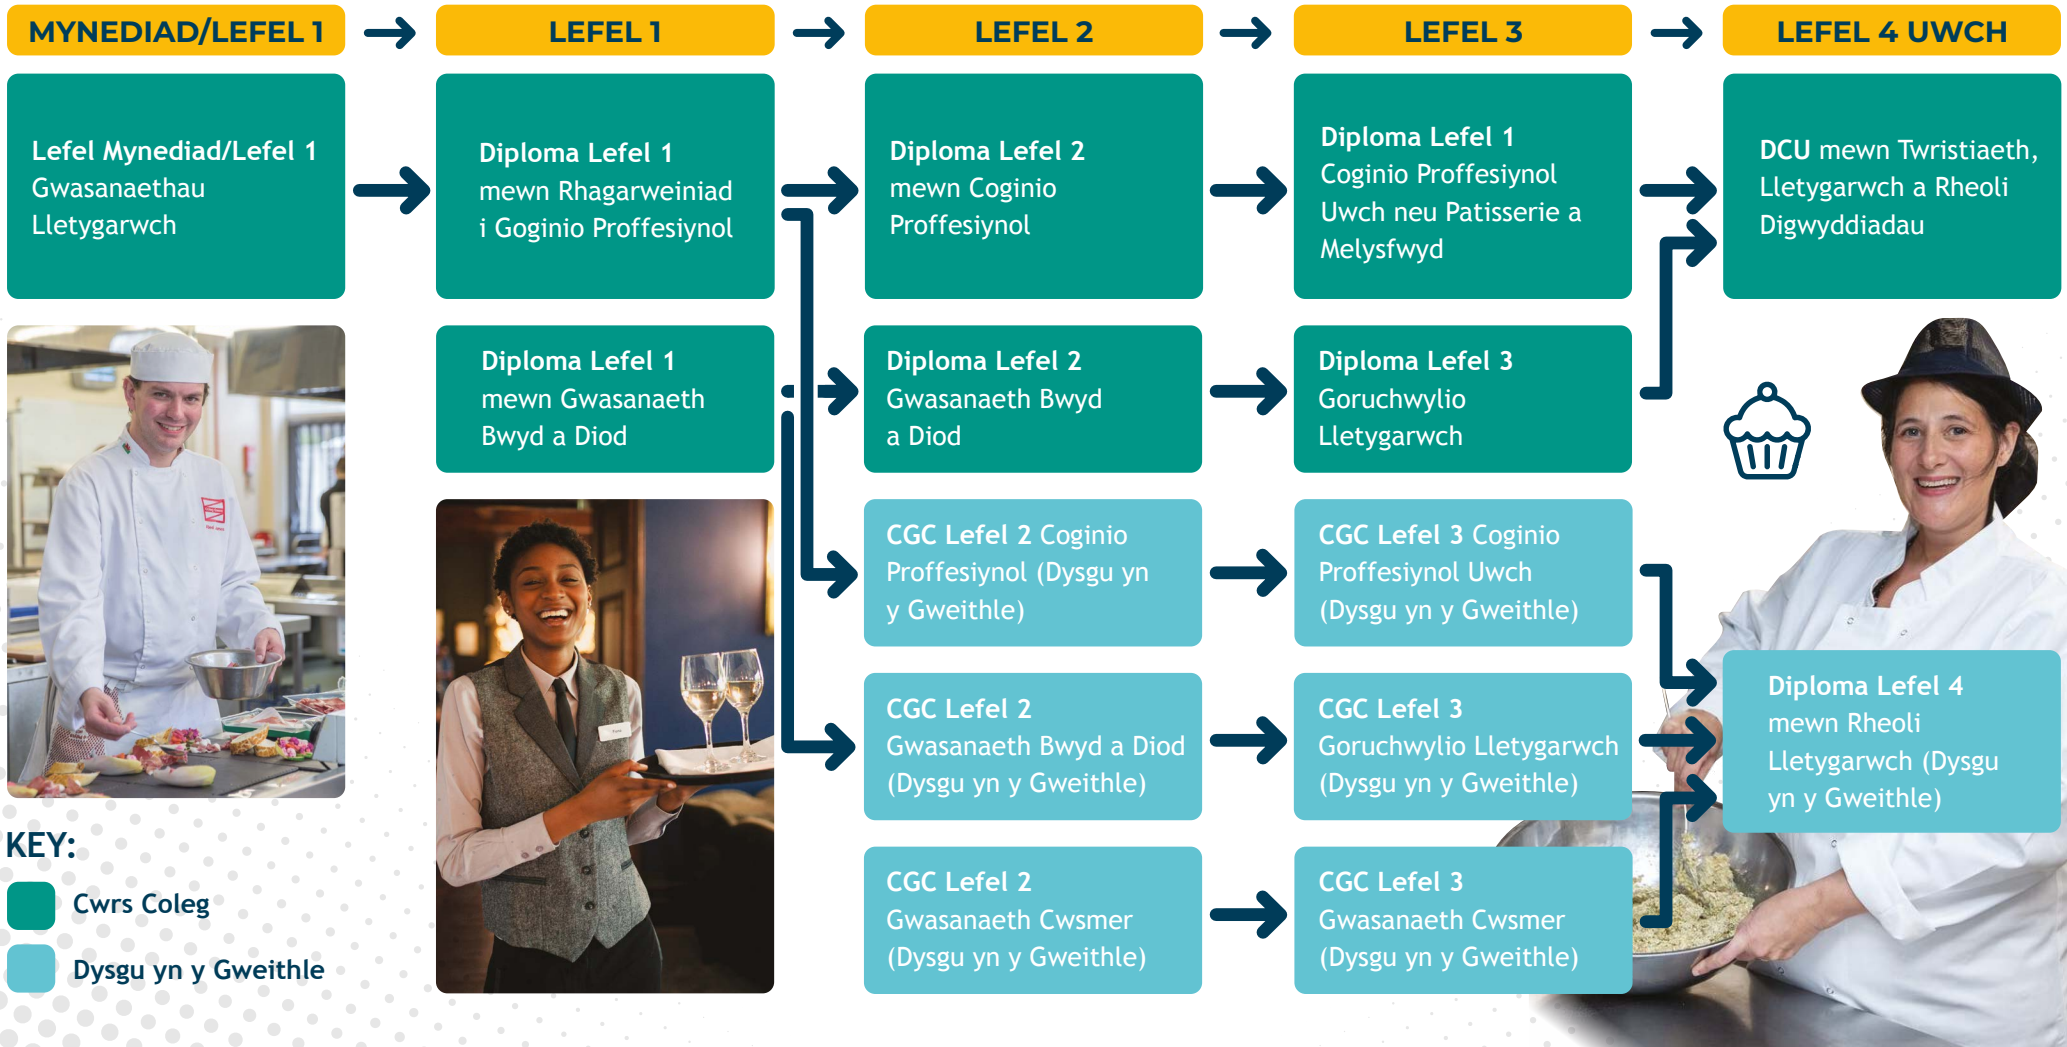 MYNEDIAD/LEFEL 1
LEFEL 1
LEFEL 2
LEFEL 3
LEFEL 4 UWCH
Lefel Mynediad/Lefel 1
Gwasanaethau
Lletygarwch
Diploma Lefel 1
mewn Rhagarweiniad
i Goginio Proffesiynol
Diploma Lefel 2
mewn Coginio
Proffesiynol
Diploma Lefel 1
Coginio Proffesiynol
Uwch neu Patisserie a
Melysfwyd
DCU mewn Twristiaeth,
Lletygarwch a Rheoli
Digwyddiadau
Diploma Lefel 1
mewn Gwasanaeth
Bwyd a Diod
Diploma Lefel 2
Gwasanaeth Bwyd
a Diod
Diploma Lefel 3
Goruchwylio
Lletygarwch
CGC Lefel 2 Coginio
Proffesiynol (Dysgu yn
y Gweithle)
CGC Lefel 3 Coginio
Proffesiynol Uwch
(Dysgu yn y Gweithle)
CGC Lefel 2
Gwasanaeth Bwyd a Diod
(Dysgu yn y Gweithle)
CGC Lefel 3
Goruchwylio Lletygarwch
(Dysgu yn y Gweithle)
Diploma Lefel 4
mewn Rheoli
Lletygarwch (Dysgu
yn y Gweithle)
CGC Lefel 2
Gwasanaeth Cwsmer
(Dysgu yn y Gweithle)
CGC Lefel 3
Gwasanaeth Cwsmer
(Dysgu yn y Gweithle)
KEY:
Cwrs Coleg
Dysgu yn y Gweithle